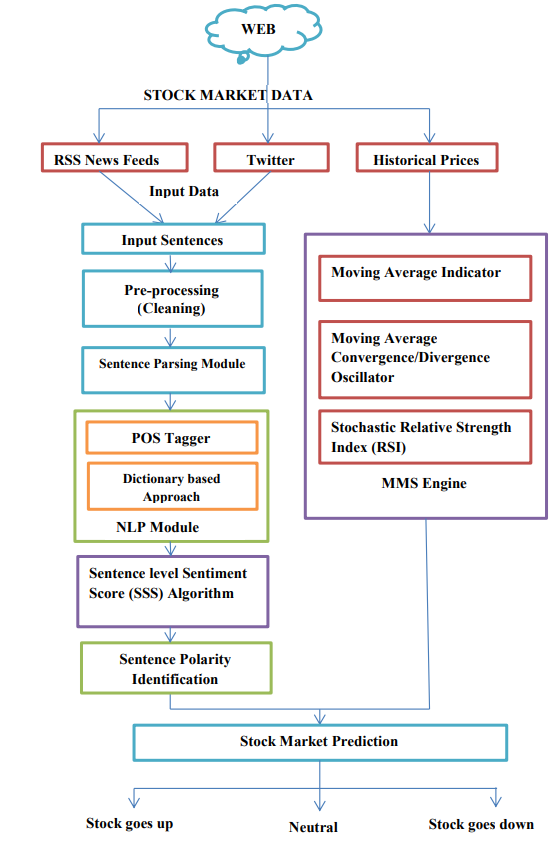 WEB
STOCK MARKET DATA
RSS News Feeds
Twitter
Historical Prices
Input Data
Input Sentences
Pre-processing
(Cleaning)
Sentence Parsing Module
POS Tagger
Dictionary based
Approach
NLP Module
Sentence level Sentiment
Score (SSS) Algorithm
Sentence Polarity
Identification
Moving Average Indicator
Moving Average
Convergence/Divergence
Oscillator
Stochastic Relative Strength
Index (RSI)
MMS Engine
Stock Market Prediction
Stock goes up
Neutral
Stock goes down